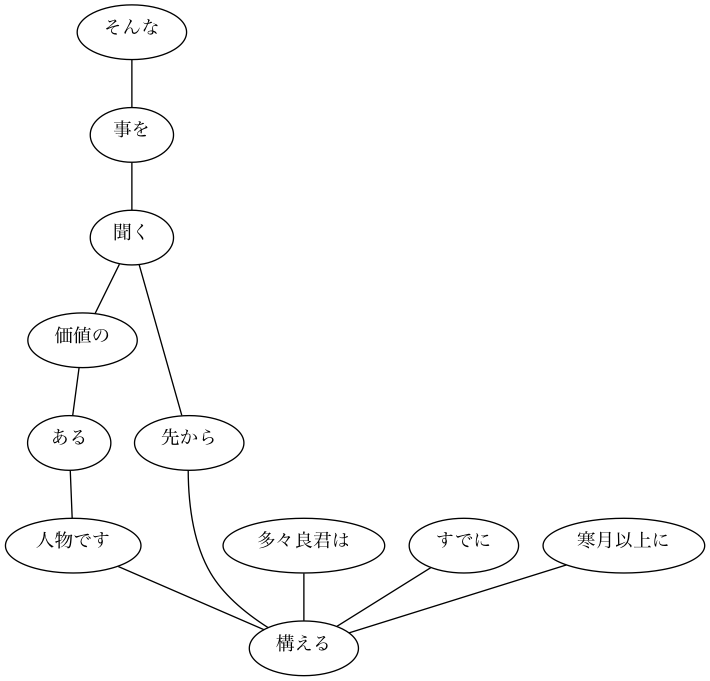 そんな
事を
聞く
価値の
ある
先から
人物です
多々良君は
すでに
寒月以上に
構える